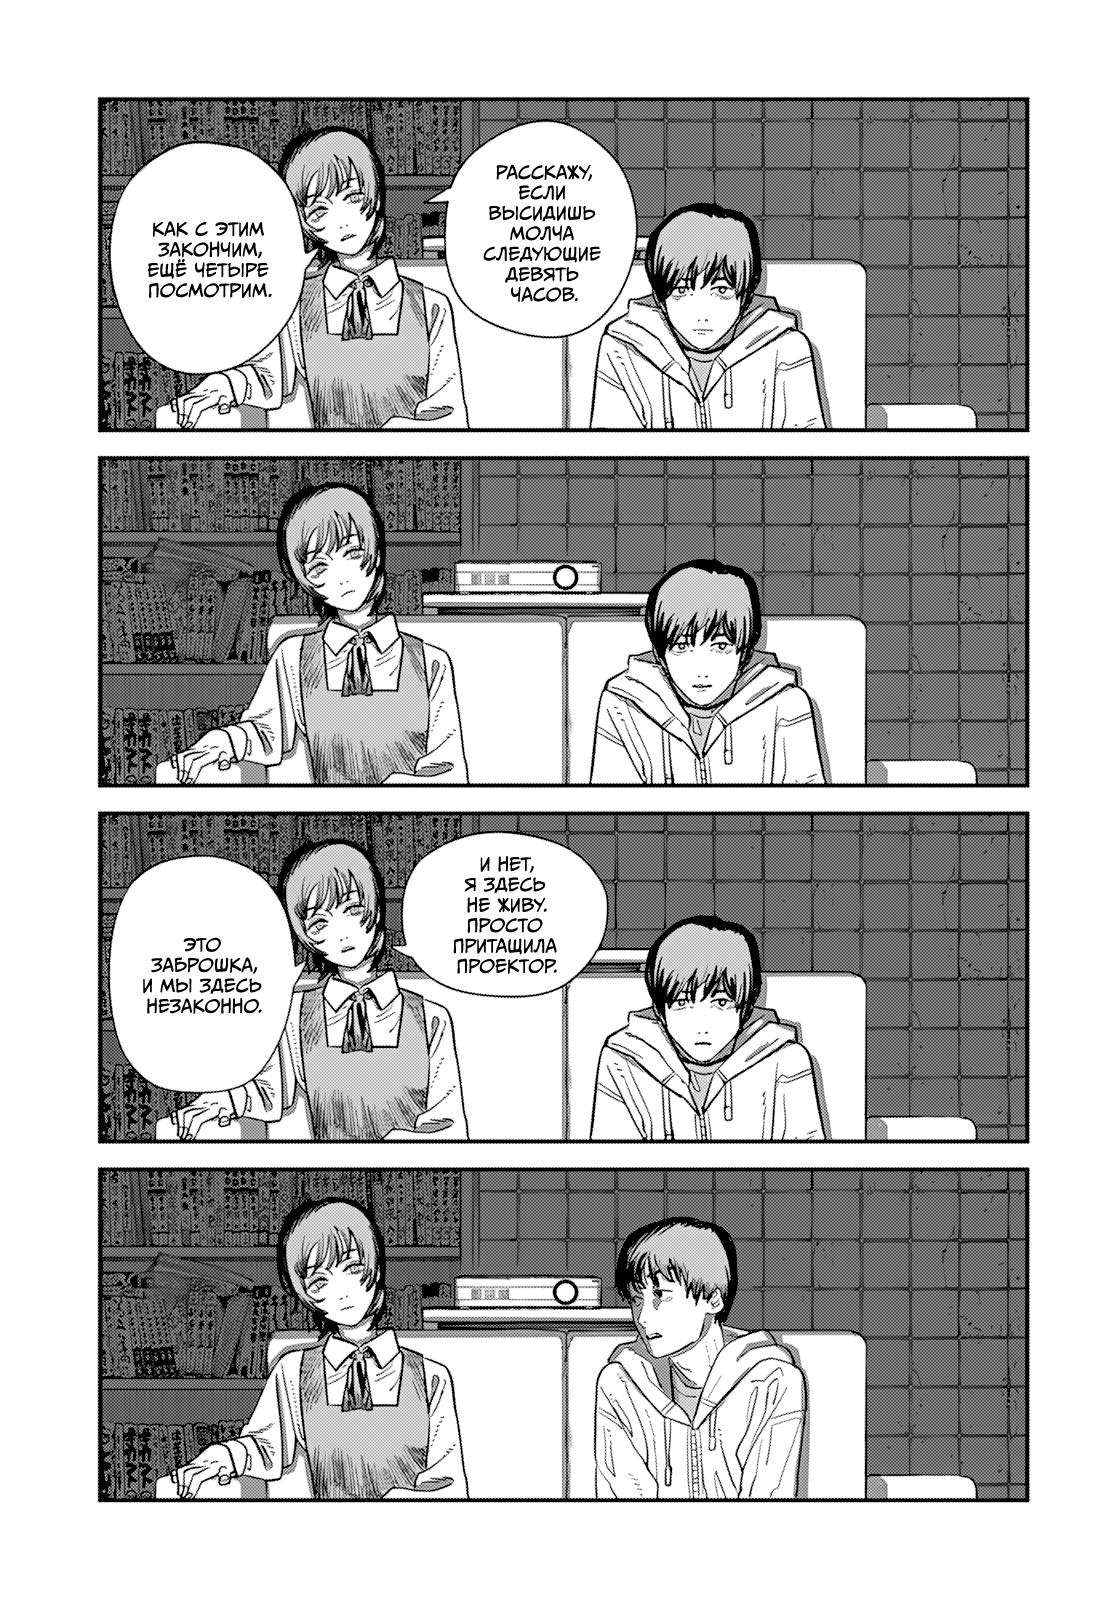 РАССКАЖУ,
ЕСЛИ
ВЫСИДИШЬ
МОЛЧА
СЛЕДУЮЩИЕ
ДЕВЯТЬ
ЧАСОВ.
КАК С ЭТИМ
ЗАКОНЧИМ,
ЕЩЁ ЧЕТЫРЕ
ПОСМОТРИМ.
И НЕТ,
Я ЗДЕСЬ
НЕ ЖИВУ.
ПРОСТО
ПРИТАЩИЛА
ПРОЕКТОР.
ЭТО
ЗАБРОШКА,
И МЫ ЗДЕСЬ
НЕЗАКОННО.